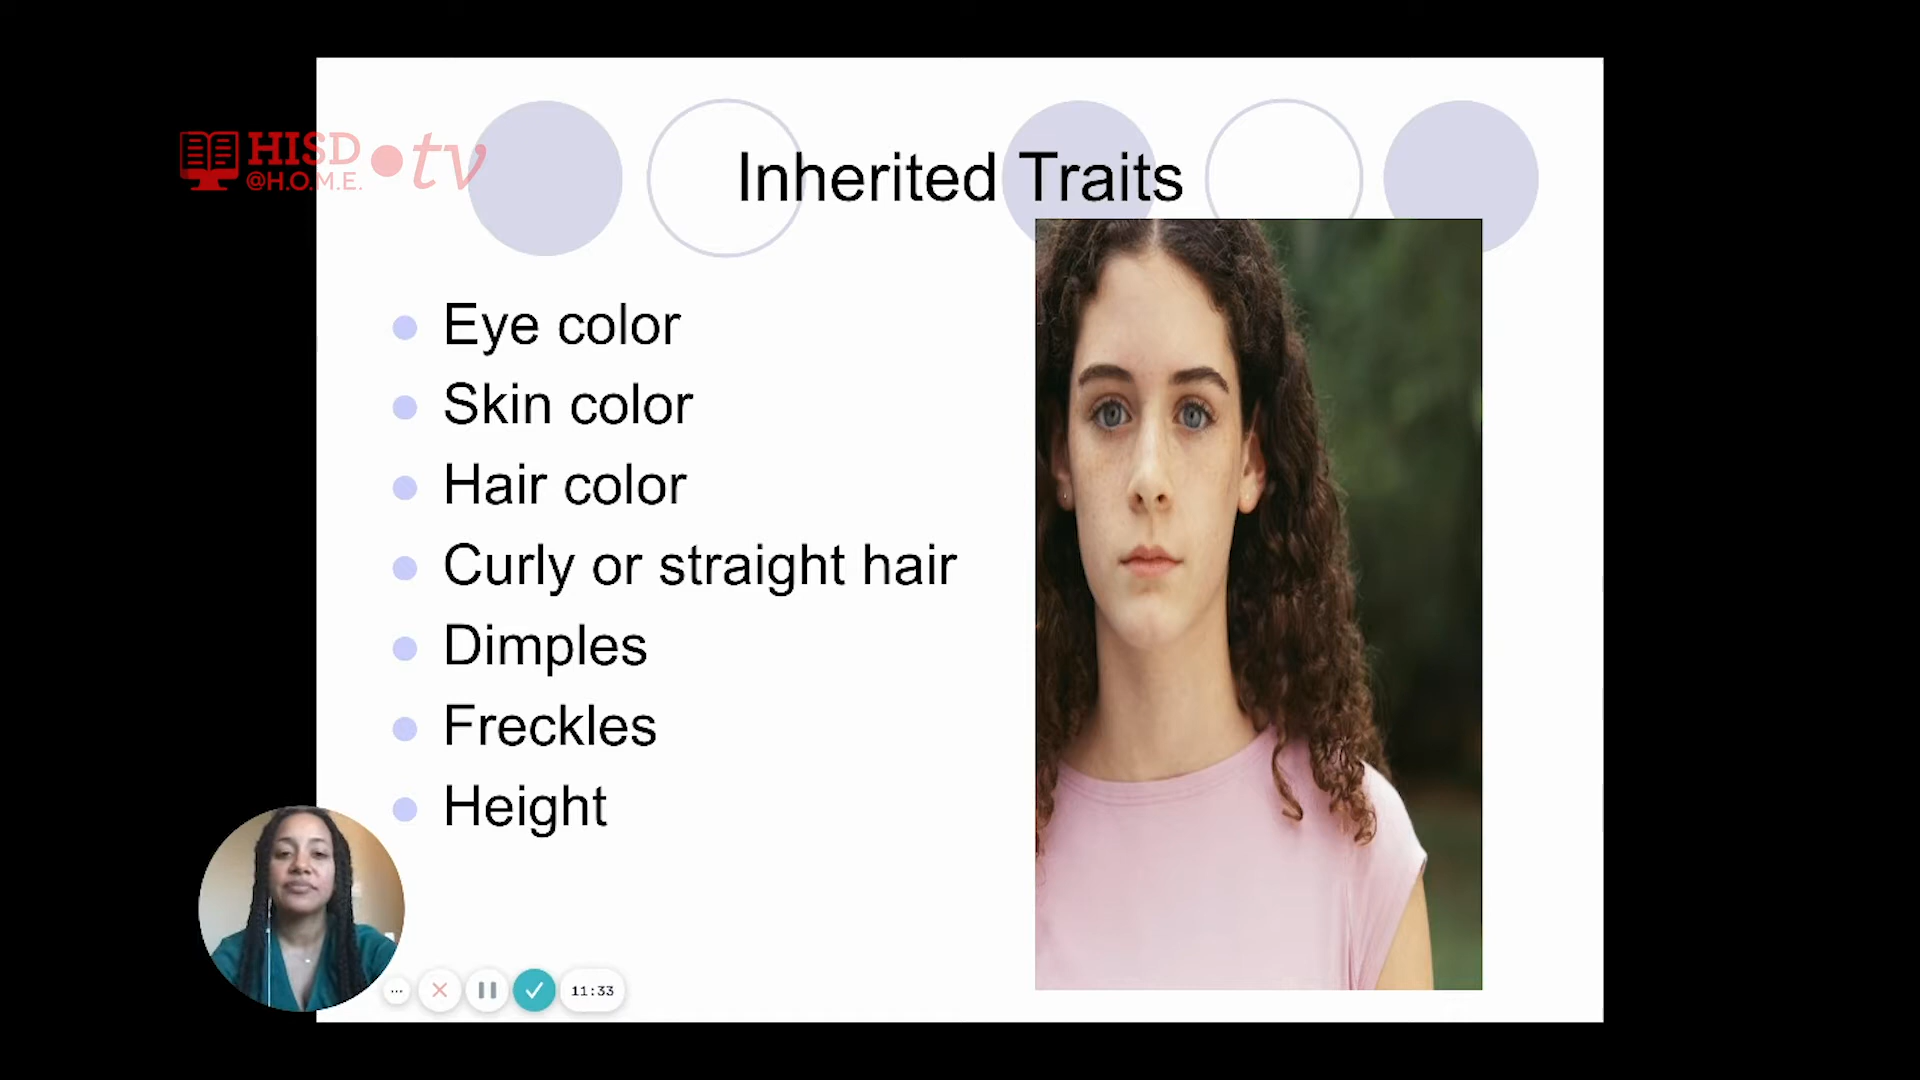 HISD
@H.O.M.E.
tv
Inherited Traits
Eye color
Skin color
Hair color
Curly or straight hair
Dimples
Freckles
Height
11:33